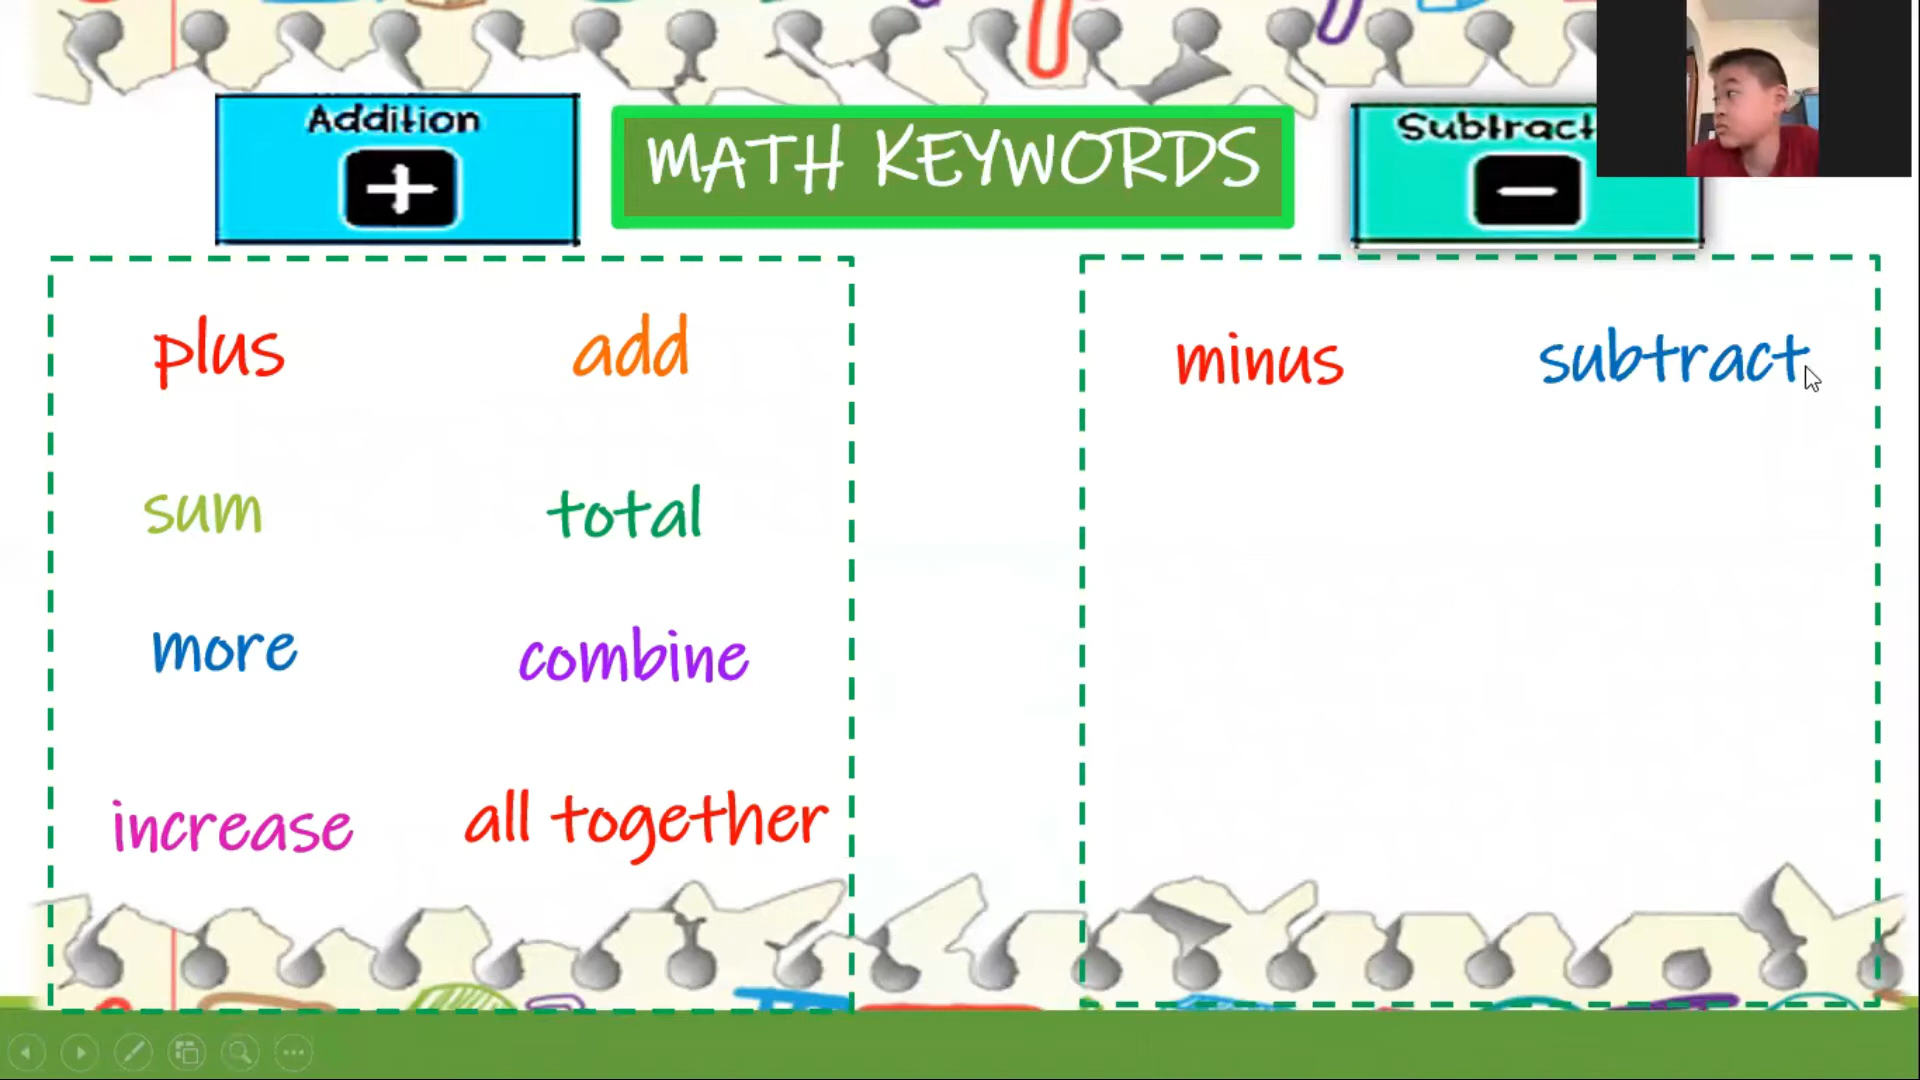 Addition
MATH KEYWORDS
Subtract
plus add
sum total
more combine
increase all together
minus subtract